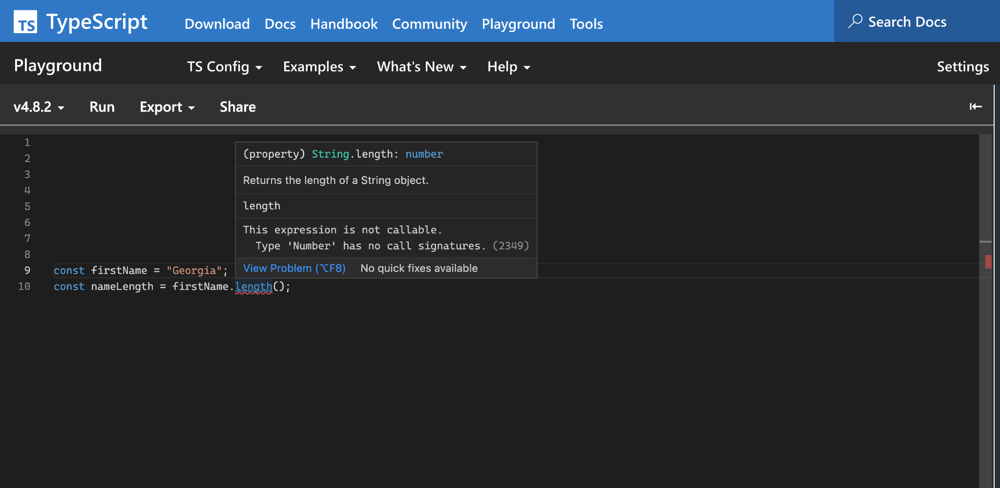 TS TypeScript Download Docs Handbook Community Playground Tools Search Docs
Playground TS Config Examples What's New Help Settings
v4.8.2 Run Export Share
1
2
3
4
5
6
7
8
(property) String.length: number
Returns the length of a String object.
length
This expression is not callable.
Type 'Number' has no call signatures. (2349)
View Problem (⌥F8) No quick fixes available
9 const firstName = "Georgia";
10 const nameLength = firstName.length();